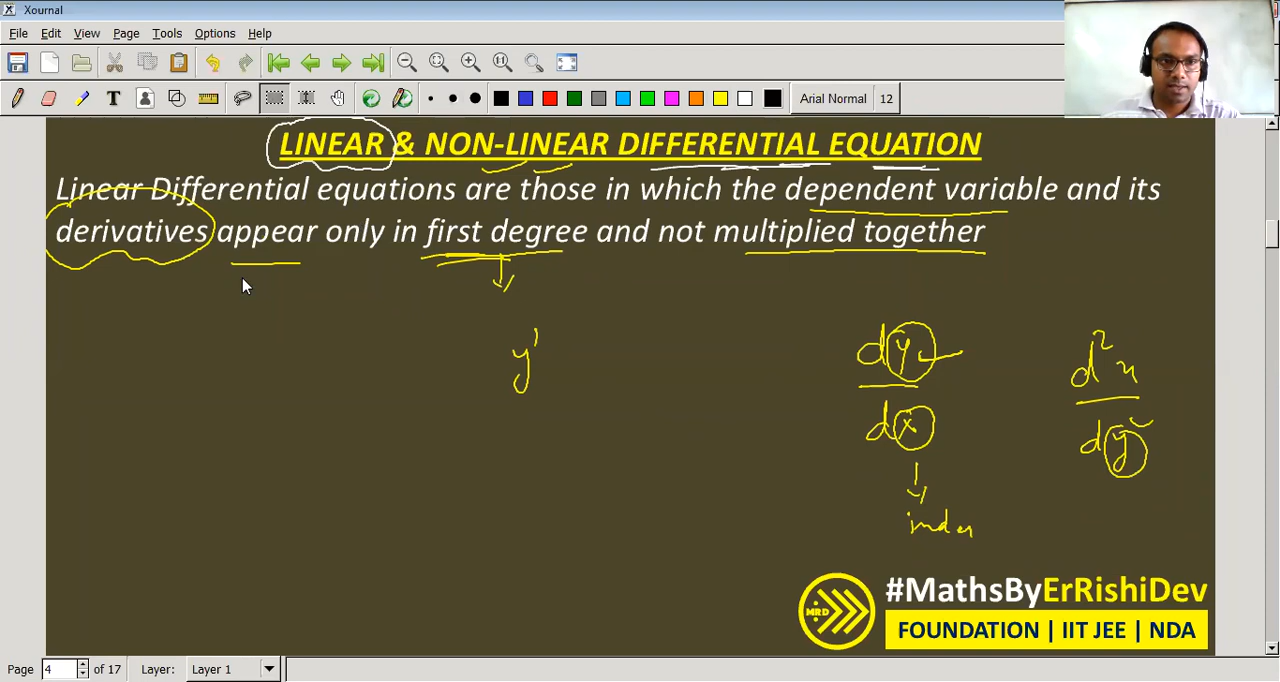 Xournal
File Edit View Page Tools Options Help
Arial Normal 12
LINEAR & NON-LINEAR DIFFERENTIAL EQUATION
Linear Differential equations are those in which the dependent variable and its
derivatives appear only in first degree and not multiplied together
y'
dy
dx
d²x
dy²
#MathsByErRishiDev
MRD
FOUNDATION | IIT JEE | NDA
Page 4 of 17 Layer: Layer 1